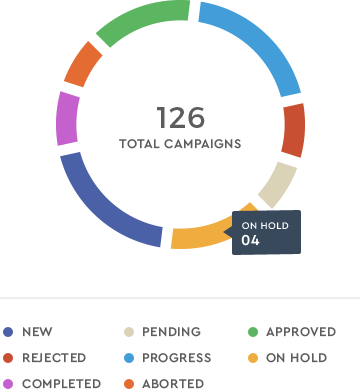 126
TOTAL CAMPAIGNS
ON HOLD
04
NEW PENDING APPROVED
REJECTED PROGRESS ON HOLD
COMPLETED ABORTED